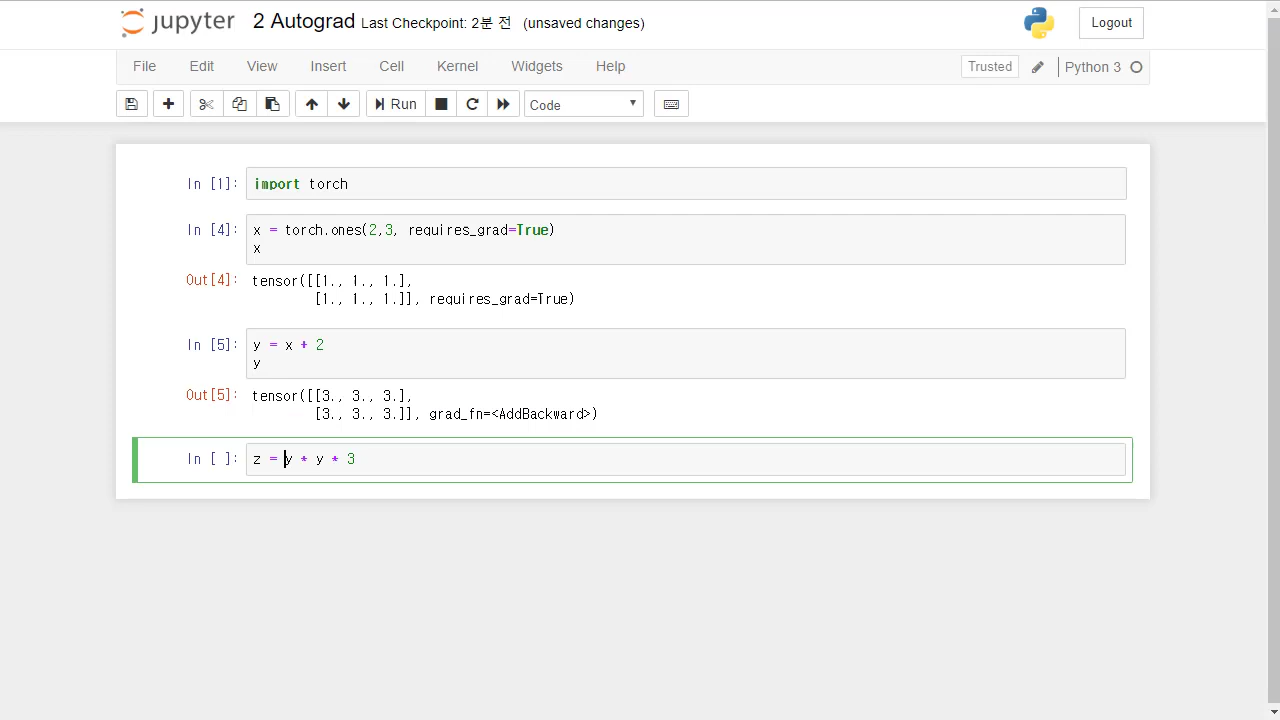 jupyter 2 Autograd Last Checkpoint: 2분 전 (unsaved changes) Logout
File Edit View Insert Cell Kernel Widgets Help Trusted Python 3
Run Code
In [1]: import torch
In [4]: x = torch.ones(2,3, requires_grad=True)
x
Out[4]: tensor([[1., 1., 1.],
[1., 1., 1.]], requires_grad=True)
In [5]: y = x + 2
y
Out[5]: tensor([[3., 3., 3.],
[3., 3., 3.]], grad_fn=<AddBackward>)
In [ ]: z = y * y * 3